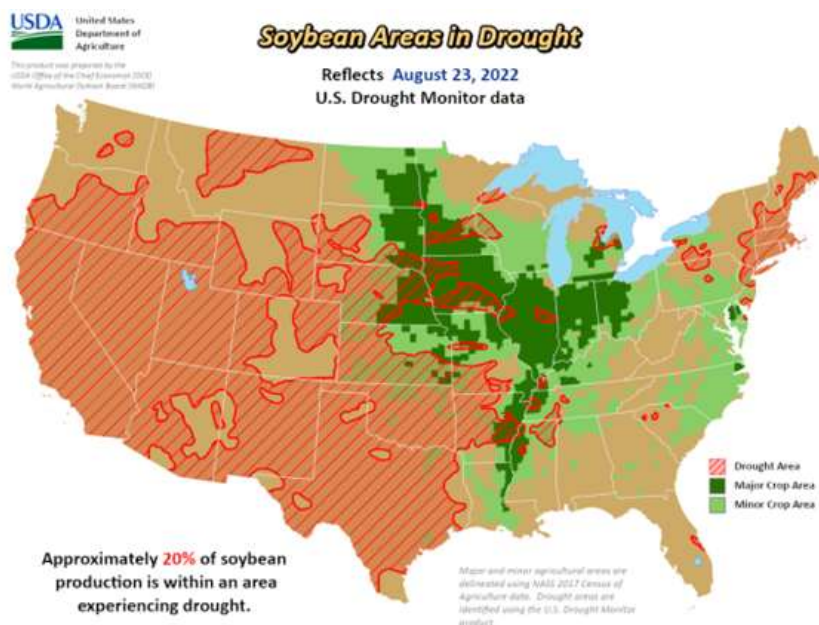 USDA
United States
Department of
Agriculture
This product was prepared by the
USDA Office of the Chief Economist (OCE)
World Agricultural Outlook Board (WAOB)
Soybean Areas in Drought
Reflects August 23, 2022
U.S. Drought Monitor data
Drought Area
Major Crop Area
Minor Crop Area
Approximately 20% of soybean
production is within an area
experiencing drought.
Major and minor agricultural areas are
delineated using NASS 2017 Census of
Agriculture data. Drought areas are
identified using the U.S. Drought Monitor
product